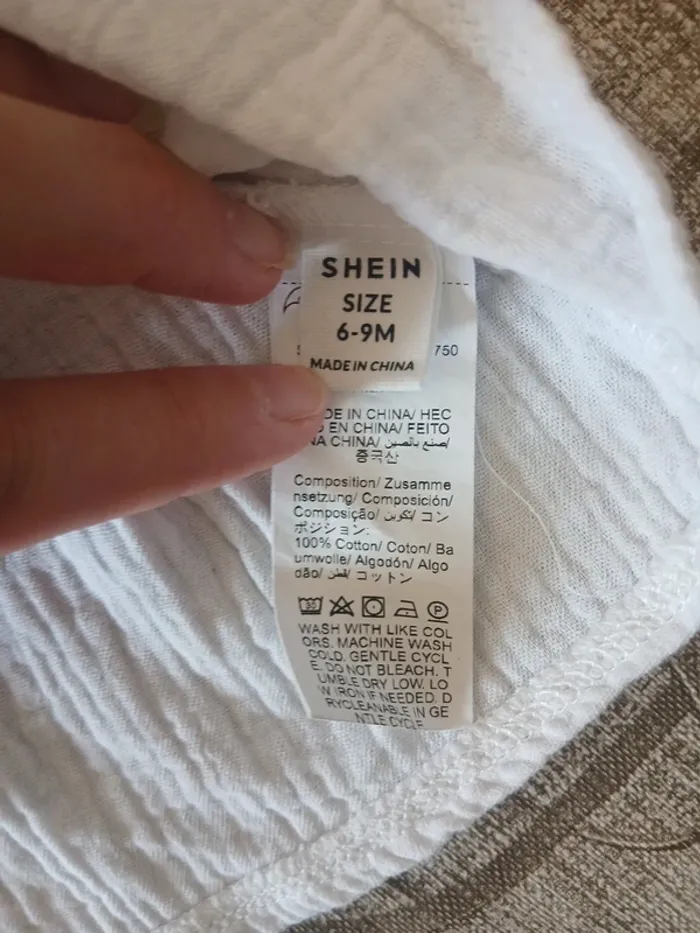 SHEIN
SIZE
6-9M
MADE IN CHINA
750
DE IN CHINA/ HEC
EN CHINA/ FEITO
NA CHINA/ صنع بالصين/
중국산
Composition/ Zusamme
nsetzung/ Composición/
Composição/ تكوين/ コン
ポジション:
100% Cotton/ Coton/ Ba
umwolle/ Algodón/ Algo
dão/ قطن/ コットン
30
P
WASH WITH LIKE COL
ORS. MACHINE WASH
COLD. GENTLE CYCL
E. DO NOT BLEACH. T
UMBLE DRY LOW. LO
W IRON IF NEEDED. D
RYCLEANABLE IN GE
NTLE CYCLE